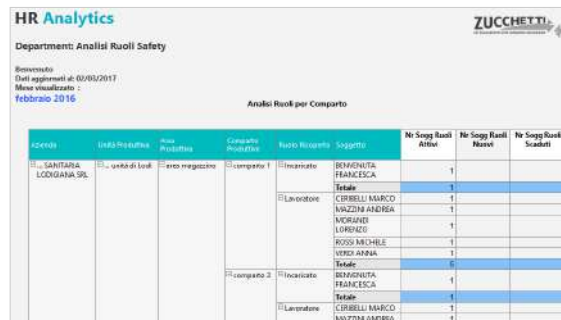 HR Analytics
ZUCCHETTI
Department: Analisi Ruoli Safety
Benvenuto
Dati aggiornati al: 02/03/2017
Mese visualizzato :
febbraio 2016
Analisi Ruoli per Comparto
Azienda Unità Produttiva Area Produttiva Comparto Produttivo Ruolo Ricoperto Soggetto Nr Sogg Ruoli Attivi Nr Sogg Ruoli Nuovi Nr Sogg Ruoli Scaduti
... SANITARIA LODIGIANA SRL ... unità di Lodi area magazzino comparto 1 Incaricato BENVENUTA FRANCESCA 1
Totale 1
Lavoratore CERIBELLI MARCO 1
MAZZINI ANDREA 1
MORANDI LORENZO 1
ROSSI MICHELE 1
VERDI ANNA 1
Totale 5
comparto 2 Incaricato BENVENUTA FRANCESCA 1
Totale 1
Lavoratore CERIBELLI MARCO 1
MAZZINI ANDREA 1